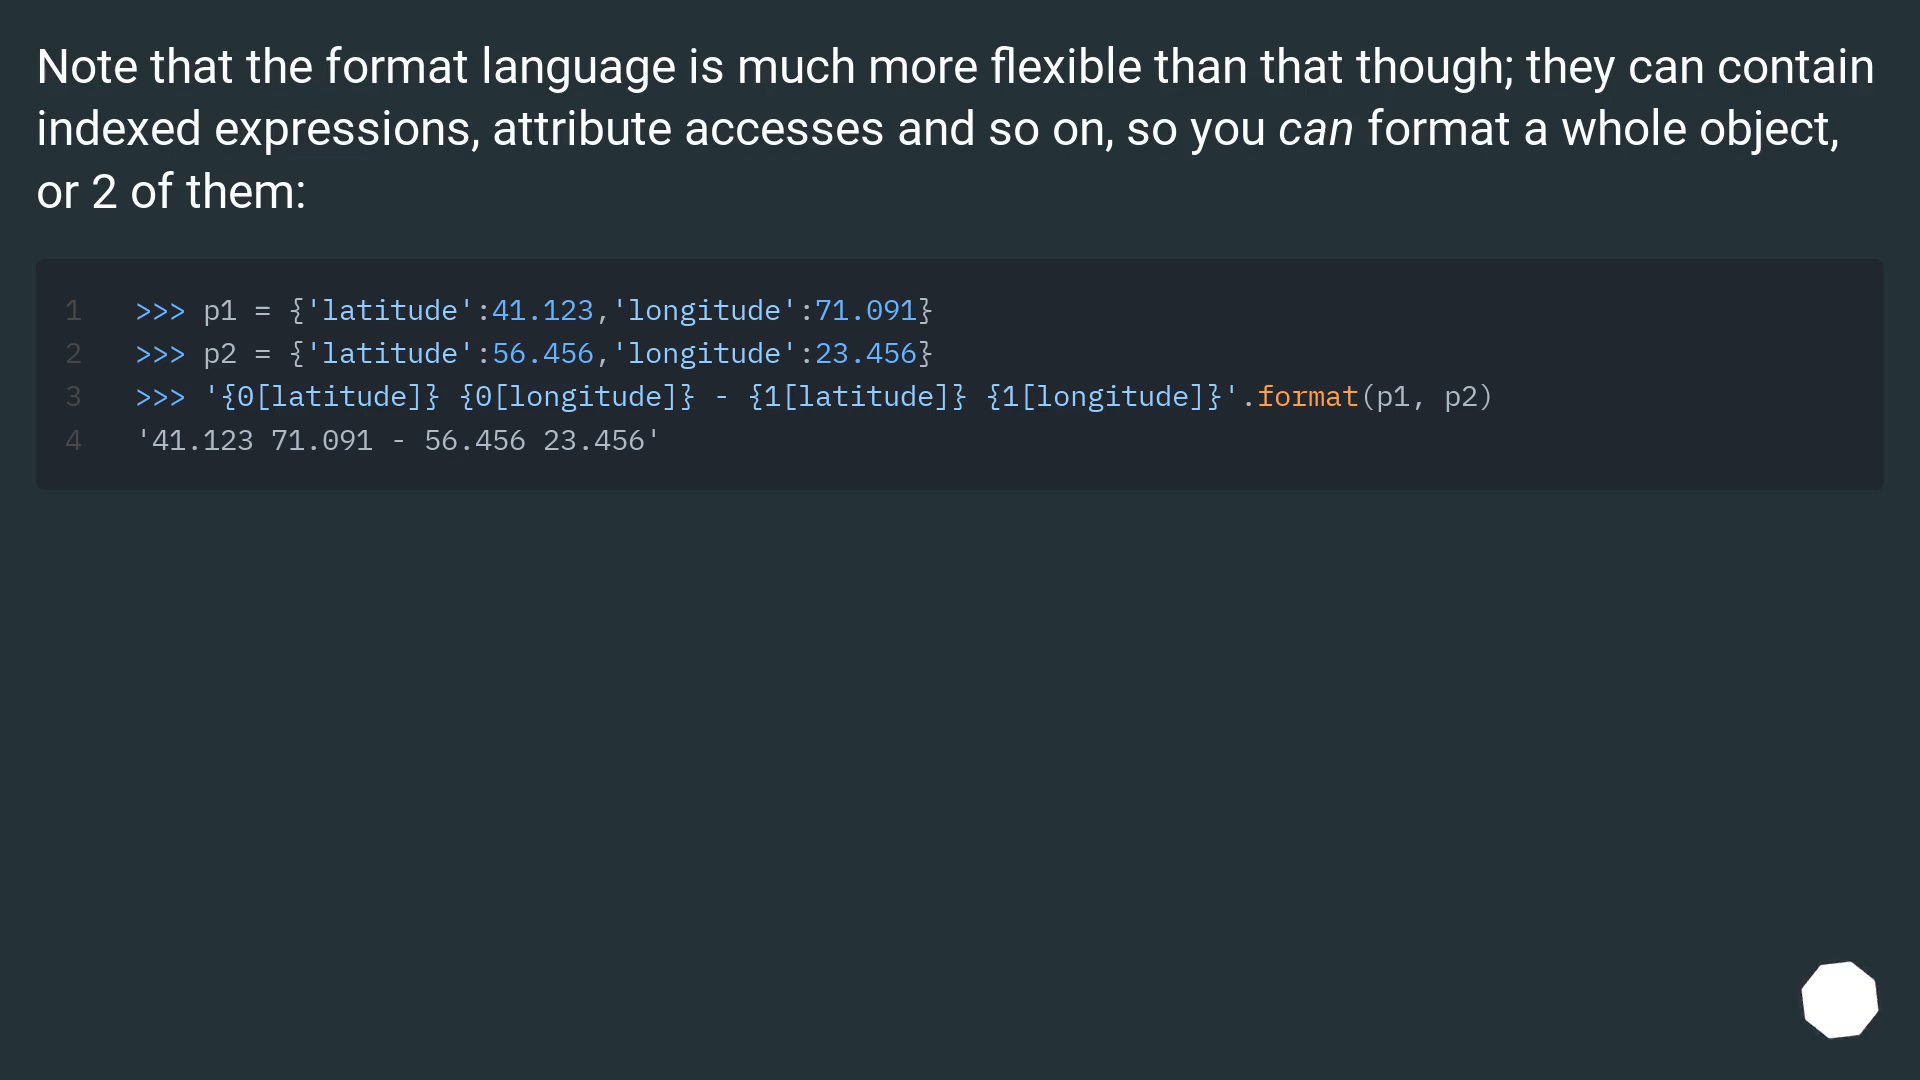 Note that the format language is much more flexible than that though; they can contain
indexed expressions, attribute accesses and so on, so you can format a whole object,
or 2 of them:
1 >>> p1 = {'latitude':41.123,'longitude':71.091}
2 >>> p2 = {'latitude':56.456,'longitude':23.456}
3 >>> '{0[latitude]} {0[longitude]} - {1[latitude]} {1[longitude]}'.format(p1, p2)
4 '41.123 71.091 - 56.456 23.456'